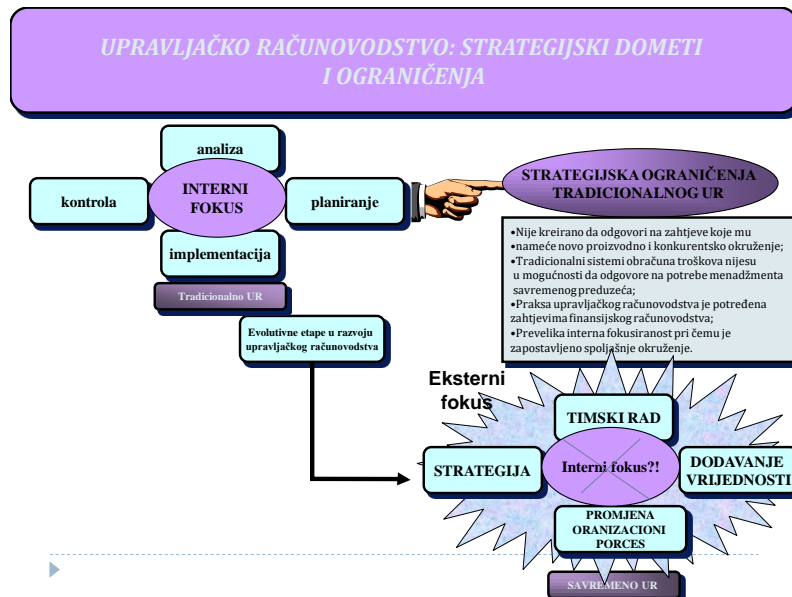 UPRAVLJAČKO RAČUNOVODSTVO: STRATEGIJSKI DOMETI
I OGRANIČENJA
analiza
kontrola
INTERNI
FOKUS
planiranje
implementacija
Tradicionalno UR
STRATEGIJSKA OGRANIČENJA
TRADICIONALNOG UR
•Nije kreirano da odgovori na zahtjeve koje mu
•nameće novo proizvodno i konkurentsko okruženje;
•Tradicionalni sistemi obračuna troškova nijesu
u mogućnosti da odgovore na potrebe menadžmenta
savremenog preduzeća;
•Praksa upravljačkog računovodstva je potređena
zahtjevima finansijskog računovodstva;
•Prevelika interna fokusiranost pri čemu je
zapostavljeno spoljašnje okruženje.
Evolutivne etape u razvoju
upravljačkog računovodstva
Eksterni
fokus
TIMSKI RAD
STRATEGIJA
Interni fokus?!
DODAVANJE
VRIJEDNOSTI
PROMJENA
ORANIZACIONI
PORCES
SAVREMENO UR